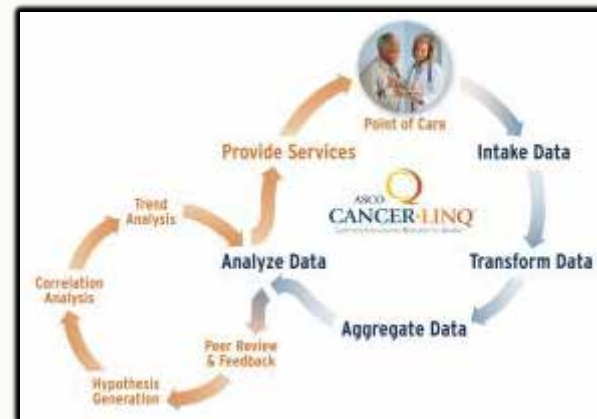 Point of Care
Provide Services
Intake Data
Trend
Analysis
ASCO
CANCER·LINQ
Analyze Data
Transform Data
Correlation
Analysis
Aggregate Data
Peer Review
& Feedback
Hypothesis
Generation